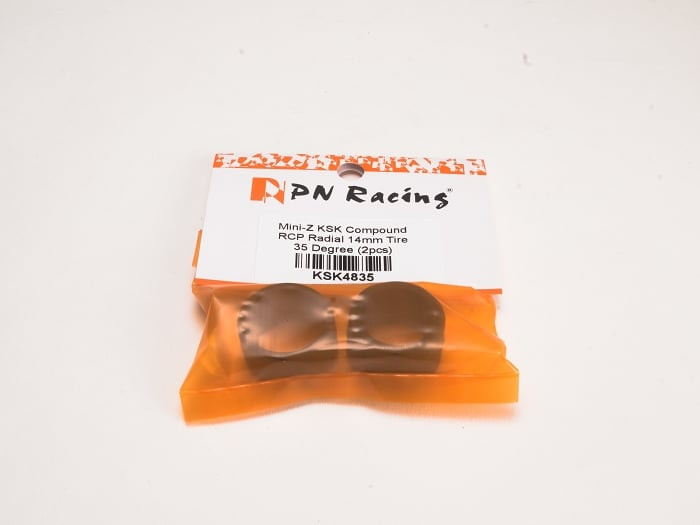 PN Racing®
Mini-Z KSK Compound
RCP Radial 14mm Tire
35 Degree (2pcs)
KSK4835